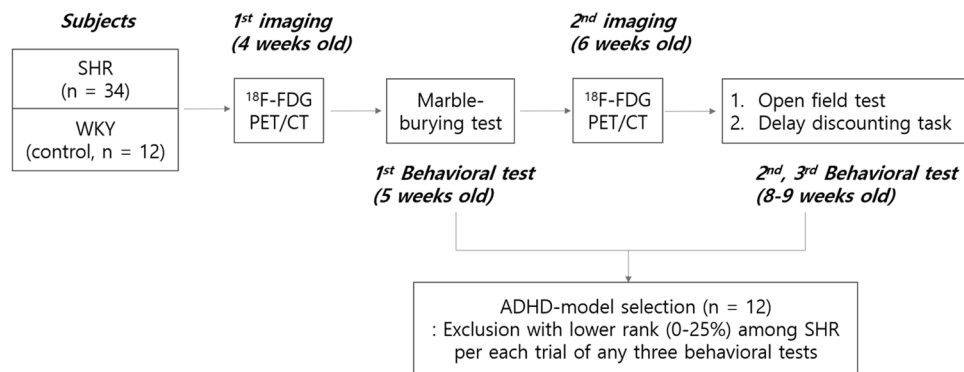 Subjects
SHR
(n = 34)
WKY
(control, n = 12)
1st imaging
(4 weeks old)
18F-FDG
PET/CT
Marble-
burying test
1st Behavioral test
(5 weeks old)
2nd imaging
(6 weeks old)
18F-FDG
PET/CT
1. Open field test
2. Delay discounting task
2nd, 3rd Behavioral test
(8-9 weeks old)
ADHD-model selection (n = 12)
: Exclusion with lower rank (0-25%) among SHR
per each trial of any three behavioral tests